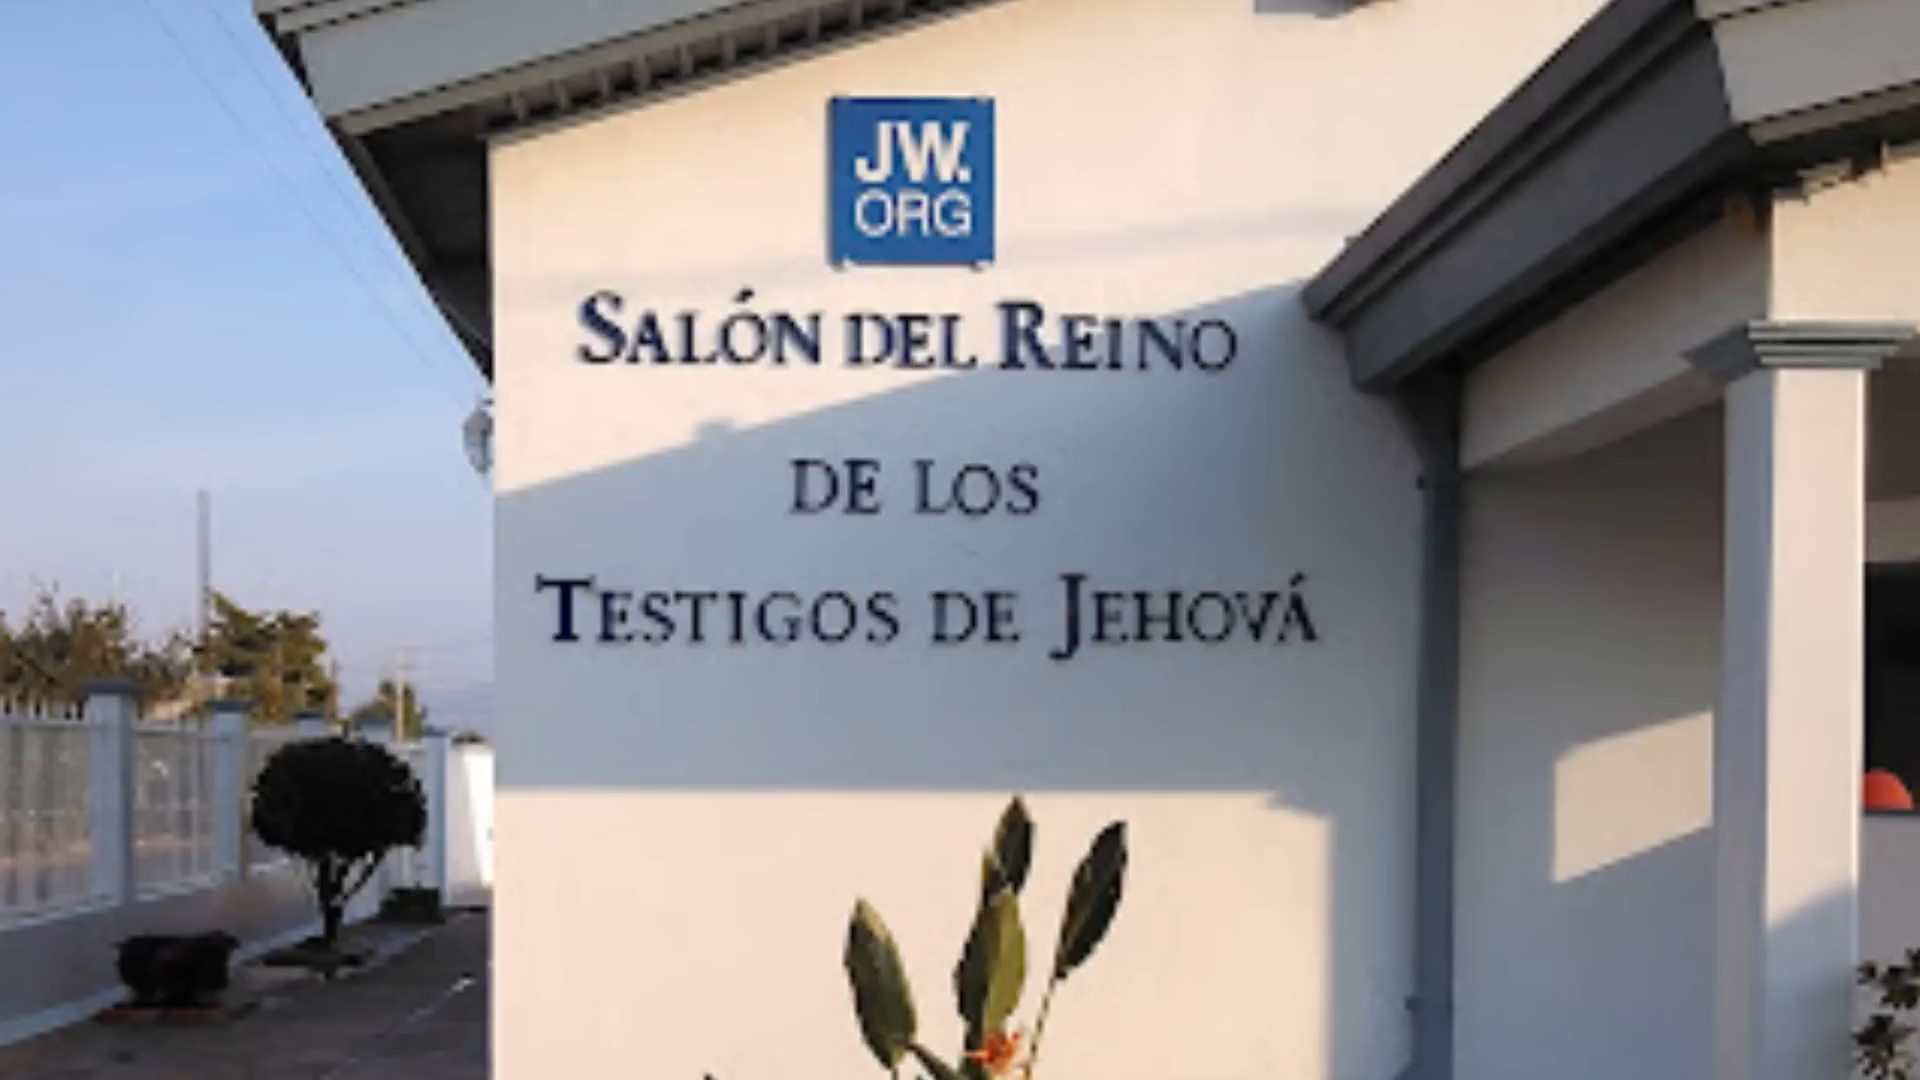 JW.
ORG
SALÓN DEL REINO
DE LOS
TESTIGOS DE JEHOVÁ